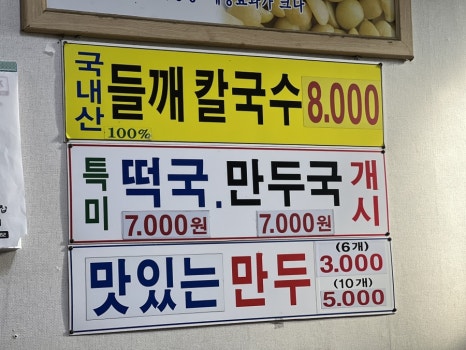 국내산 들깨 칼국수 8.000
100%
특미 떡국. 만두국 개시
7.000원 7.000원
맛있는 만두
(6개)
3.000
(10개)
5.000